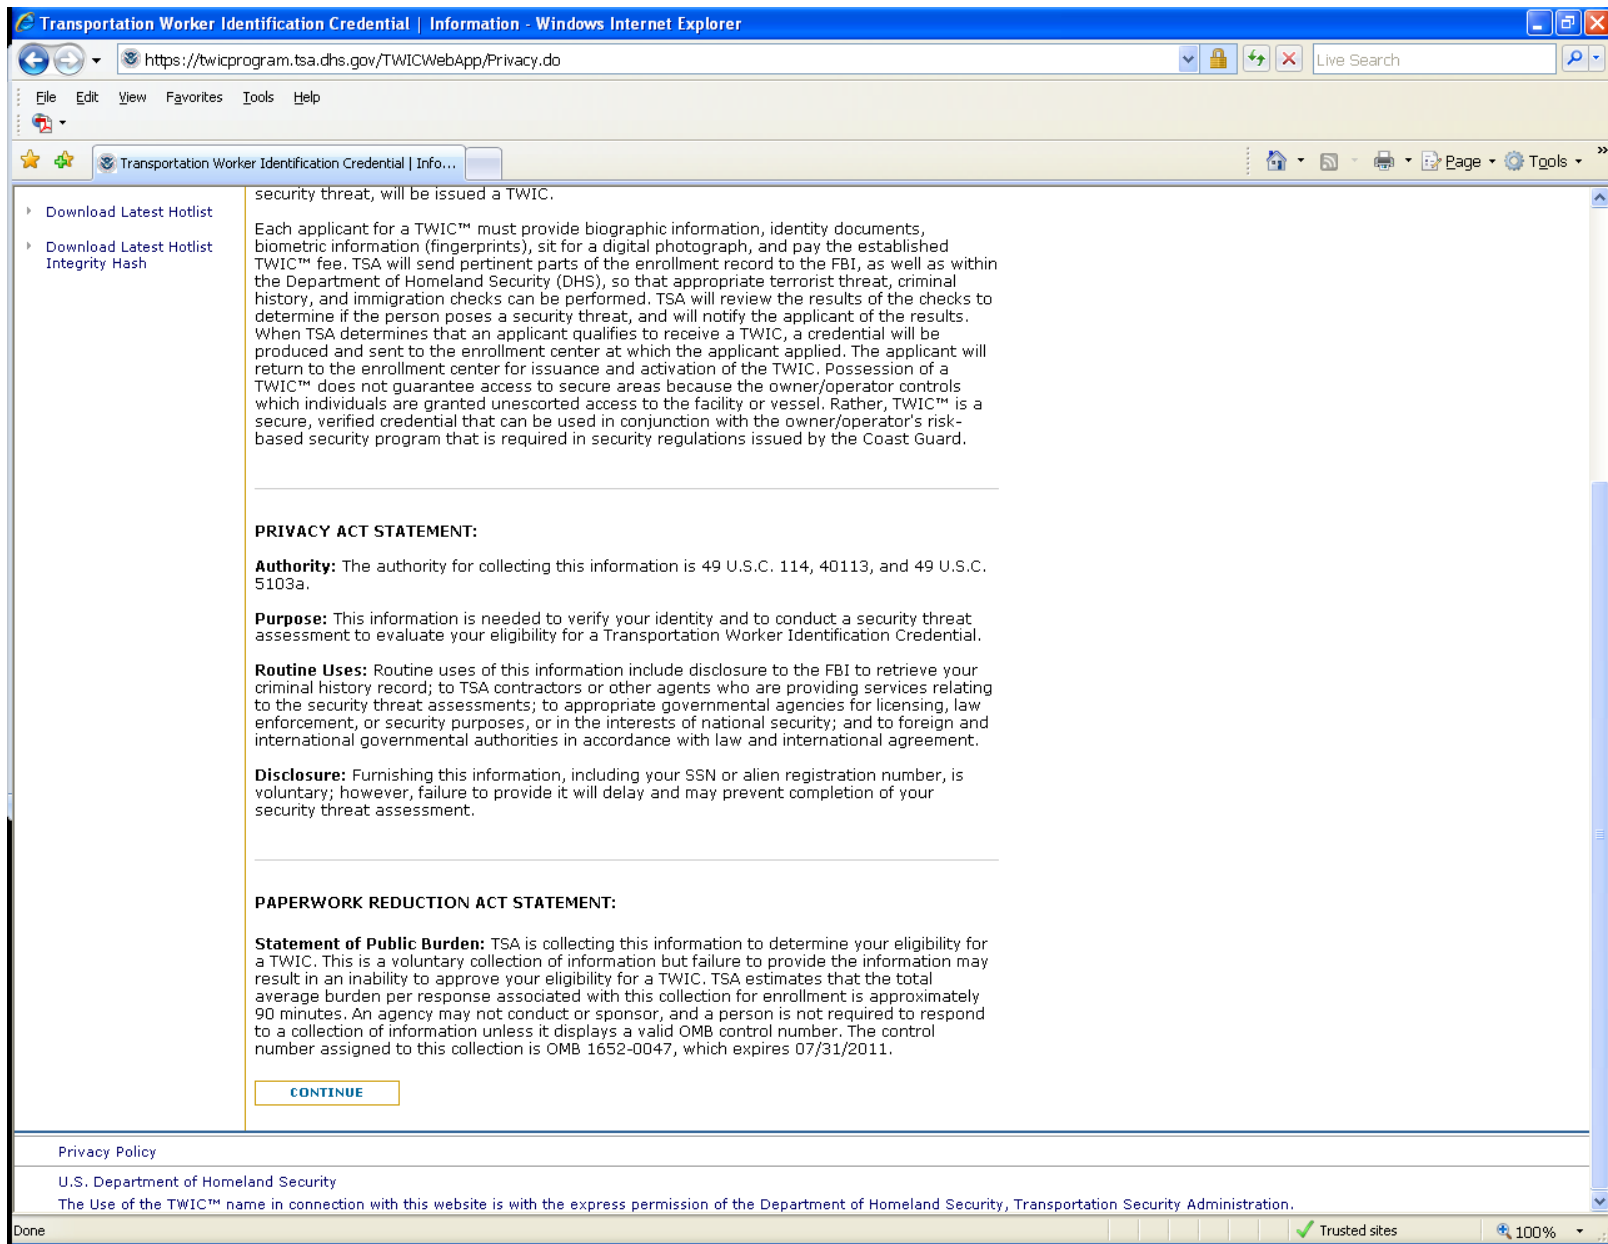 Transportation Worker Identification Credential | Information - Windows Internet Explorer
https://twicprogram.tsa.dhs.gov/TWICWebApp/Privacy.do
Live Search
File Edit View Favorites Tools Help
Transportation Worker Identification Credential | Info...
Page Tools »
Download Latest Hotlist
Download Latest Hotlist
Integrity Hash
security threat, will be issued a TWIC.
Each applicant for a TWIC™ must provide biographic information, identity documents,
biometric information (fingerprints), sit for a digital photograph, and pay the established
TWIC™ fee. TSA will send pertinent parts of the enrollment record to the FBI, as well as within
the Department of Homeland Security (DHS), so that appropriate terrorist threat, criminal
history, and immigration checks can be performed. TSA will review the results of the checks to
determine if the person poses a security threat, and will notify the applicant of the results.
When TSA determines that an applicant qualifies to receive a TWIC, a credential will be
produced and sent to the enrollment center at which the applicant applied. The applicant will
return to the enrollment center for issuance and activation of the TWIC. Possession of a
TWIC™ does not guarantee access to secure areas because the owner/operator controls
which individuals are granted unescorted access to the facility or vessel. Rather, TWIC™ is a
secure, verified credential that can be used in conjunction with the owner/operator's risk-
based security program that is required in security regulations issued by the Coast Guard.
PRIVACY ACT STATEMENT:
Authority: The authority for collecting this information is 49 U.S.C. 114, 40113, and 49 U.S.C.
5103a.
Purpose: This information is needed to verify your identity and to conduct a security threat
assessment to evaluate your eligibility for a Transportation Worker Identification Credential.
Routine Uses: Routine uses of this information include disclosure to the FBI to retrieve your
criminal history record; to TSA contractors or other agents who are providing services relating
to the security threat assessments; to appropriate governmental agencies for licensing, law
enforcement, or security purposes, or in the interests of national security; and to foreign and
international governmental authorities in accordance with law and international agreement.
Disclosure: Furnishing this information, including your SSN or alien registration number, is
voluntary; however, failure to provide it will delay and may prevent completion of your
security threat assessment.
PAPERWORK REDUCTION ACT STATEMENT:
Statement of Public Burden: TSA is collecting this information to determine your eligibility for
a TWIC. This is a voluntary collection of information but failure to provide the information may
result in an inability to approve your eligibility for a TWIC. TSA estimates that the total
average burden per response associated with this collection for enrollment is approximately
90 minutes. An agency may not conduct or sponsor, and a person is not required to respond
to a collection of information unless it displays a valid OMB control number. The control
number assigned to this collection is OMB 1652-0047, which expires 07/31/2011.
CONTINUE
Privacy Policy
U.S. Department of Homeland Security
The Use of the TWIC™ name in connection with this website is with the express permission of the Department of Homeland Security, Transportation Security Administration.
Done
Trusted sites
100%